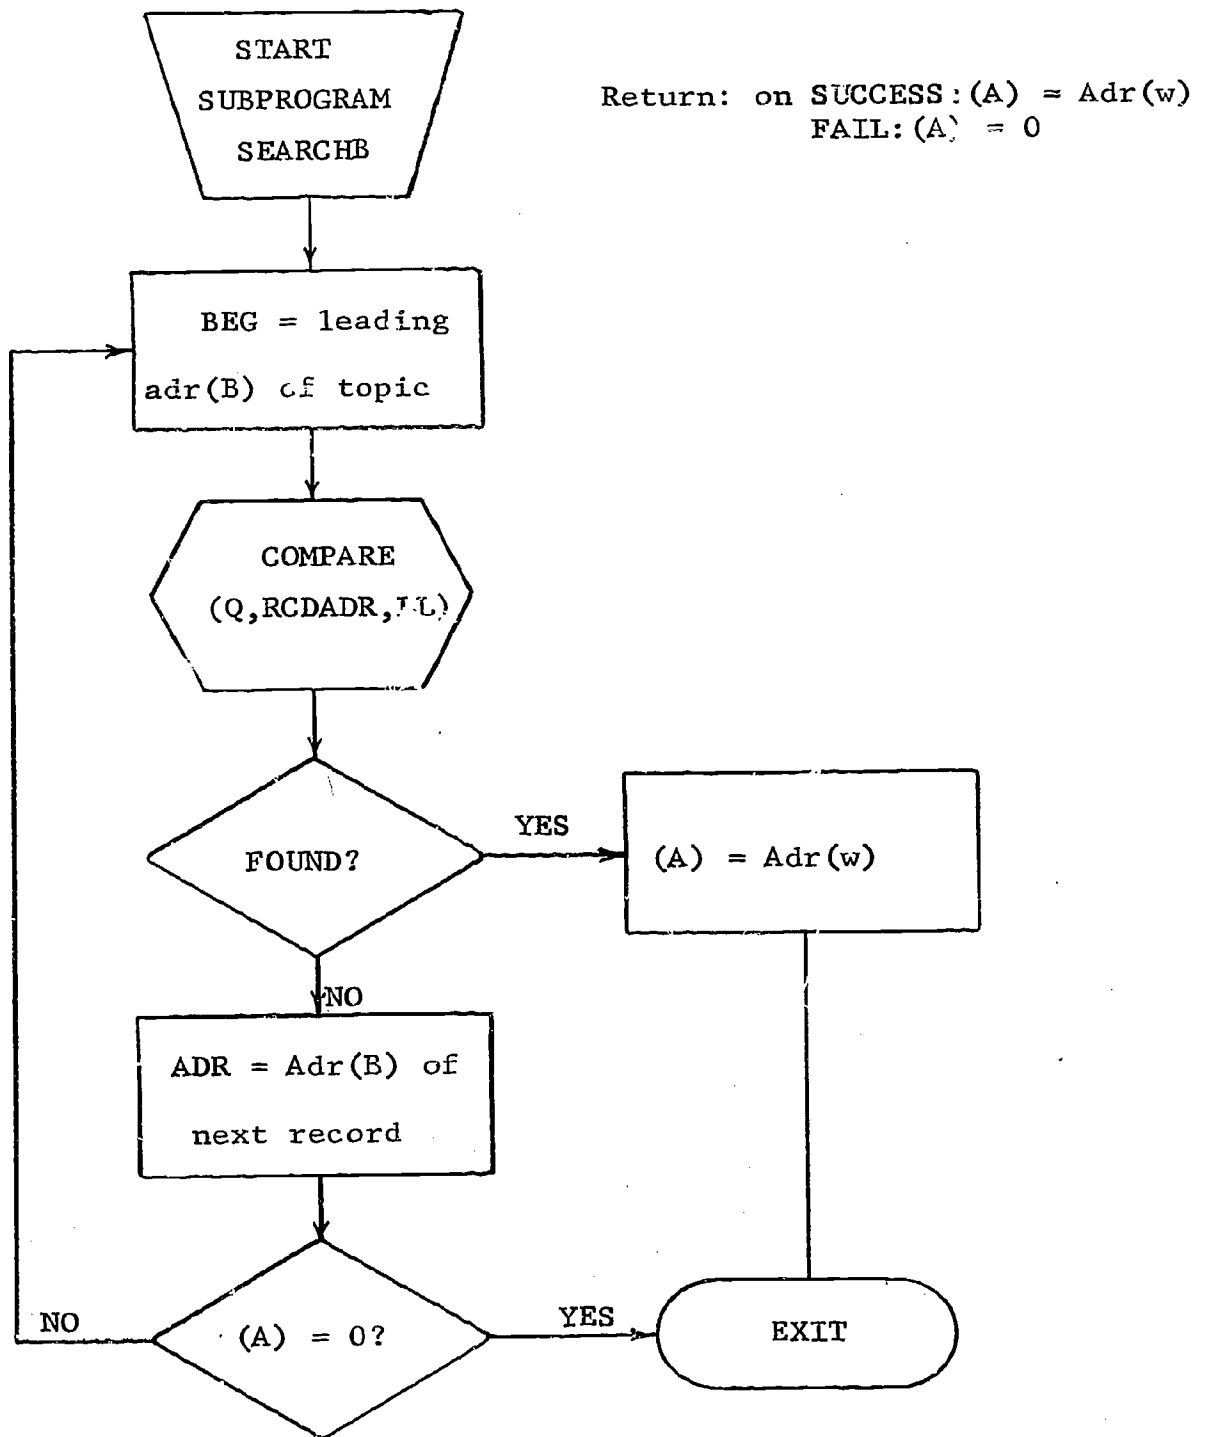 START
SUBPROGRAM
SEARCHB
Return: on SUCCESS:(A) = Adr(w)
FAIL:(A) = 0
BEG = leading
adr(B) of topic
COMPARE
(Q,RCDADR,
FOUND?
YES
(A) = Adr(w)
NO
ADR = Adr(B) of
next record
(A) = 0?
NO
YES
EXIT